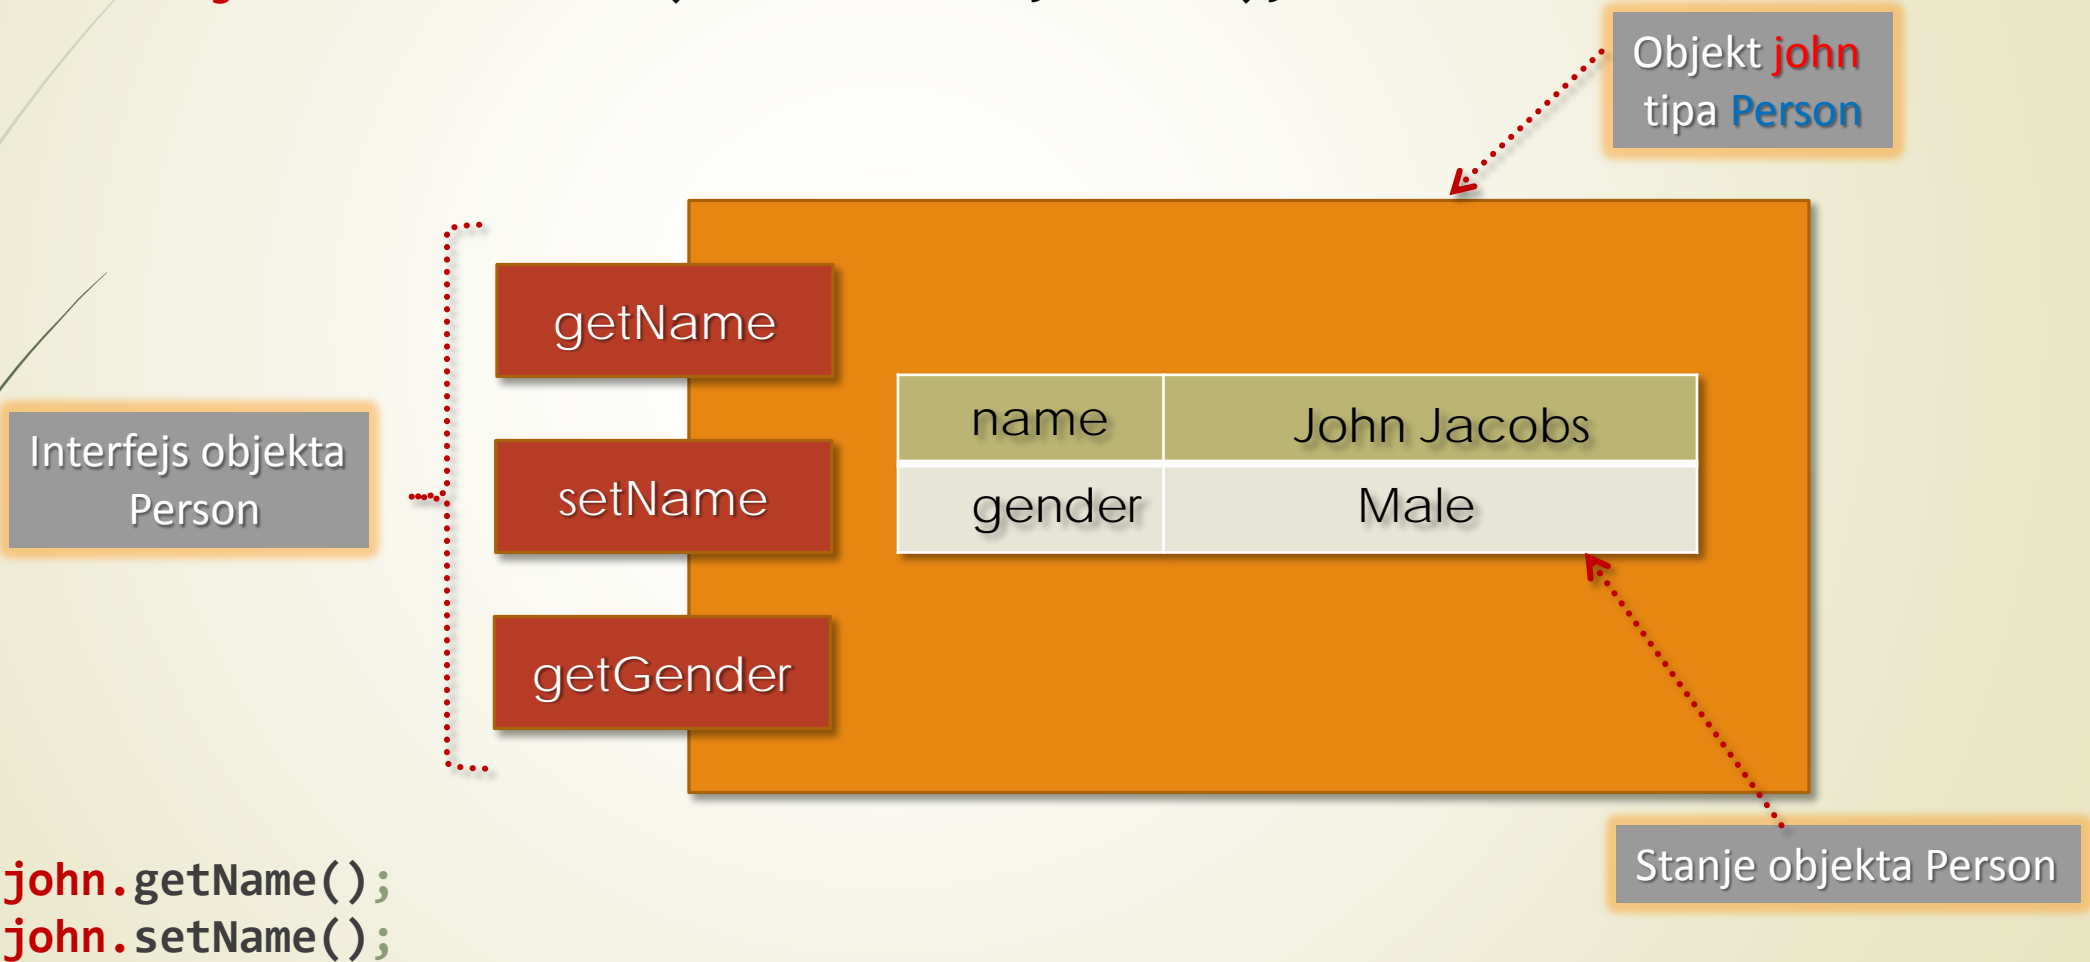 Objekt john
tipa Person
getName
name John Jacobs
Interfejs objekta
Person
setName
gender Male
getGender
Stanje objekta Person
john.getName();
john.setName();